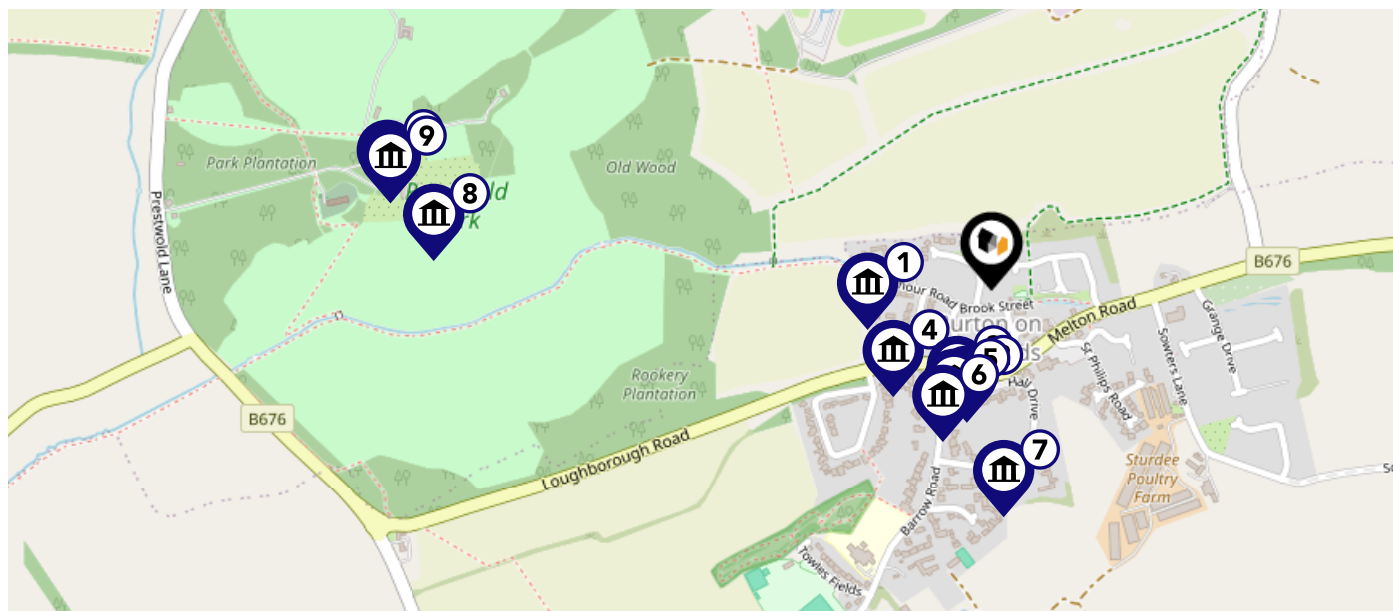 9
Park Plantation
Old Wood
8
Prestwold Lane
1
B676
Brook Street
Melton Road
4
5
6
Hall Drive
St Philips Road
Sowters Lane
Grange Drive
Rookery
Plantation
B676
Loughborough Road
7
Barrow Road
Sturdee
Poultry
Farm
Towles Fields